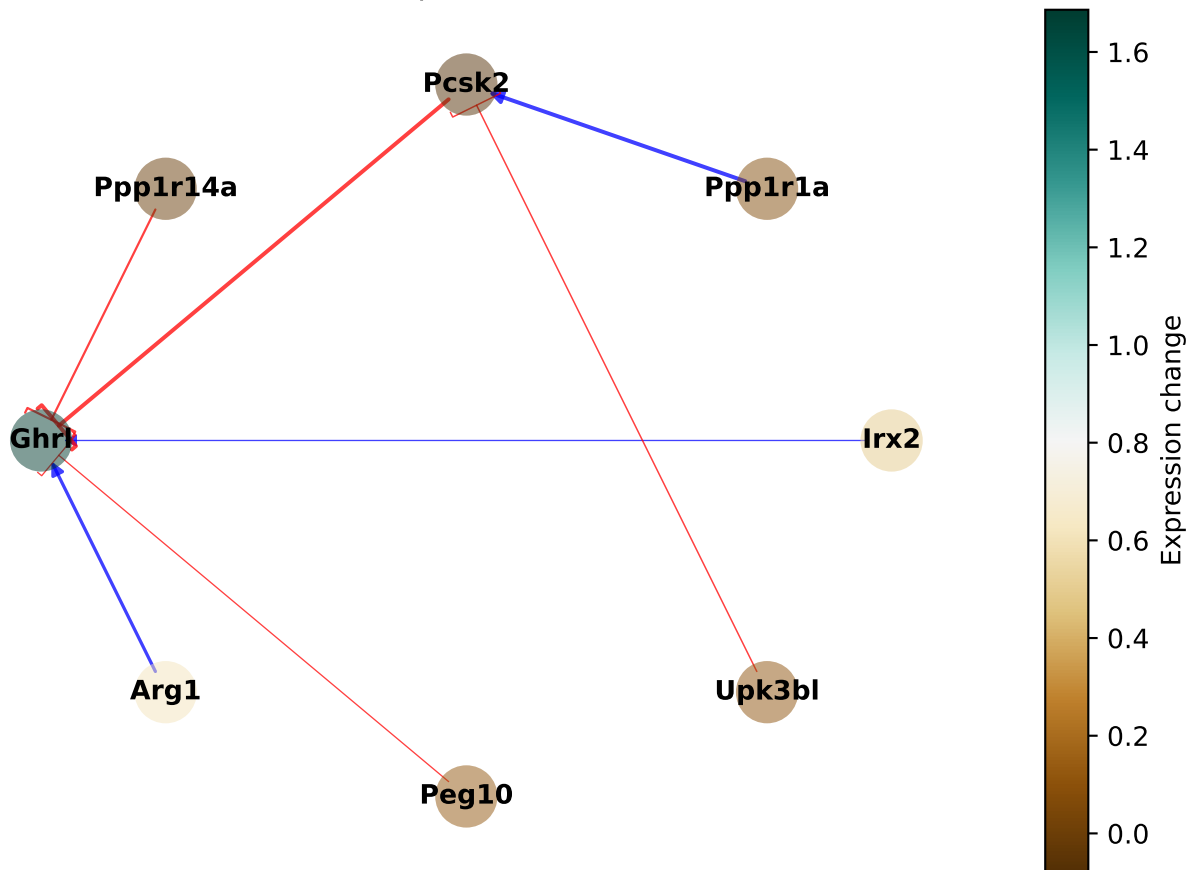 Pcsk2
Ppp1r14a
Ppp1r1a
Ghrl
Irx2
Arg1
Upk3bl
Peg10
1.6
1.4
1.2
1.0
0.8
0.6
0.4
0.2
0.0
Expression change